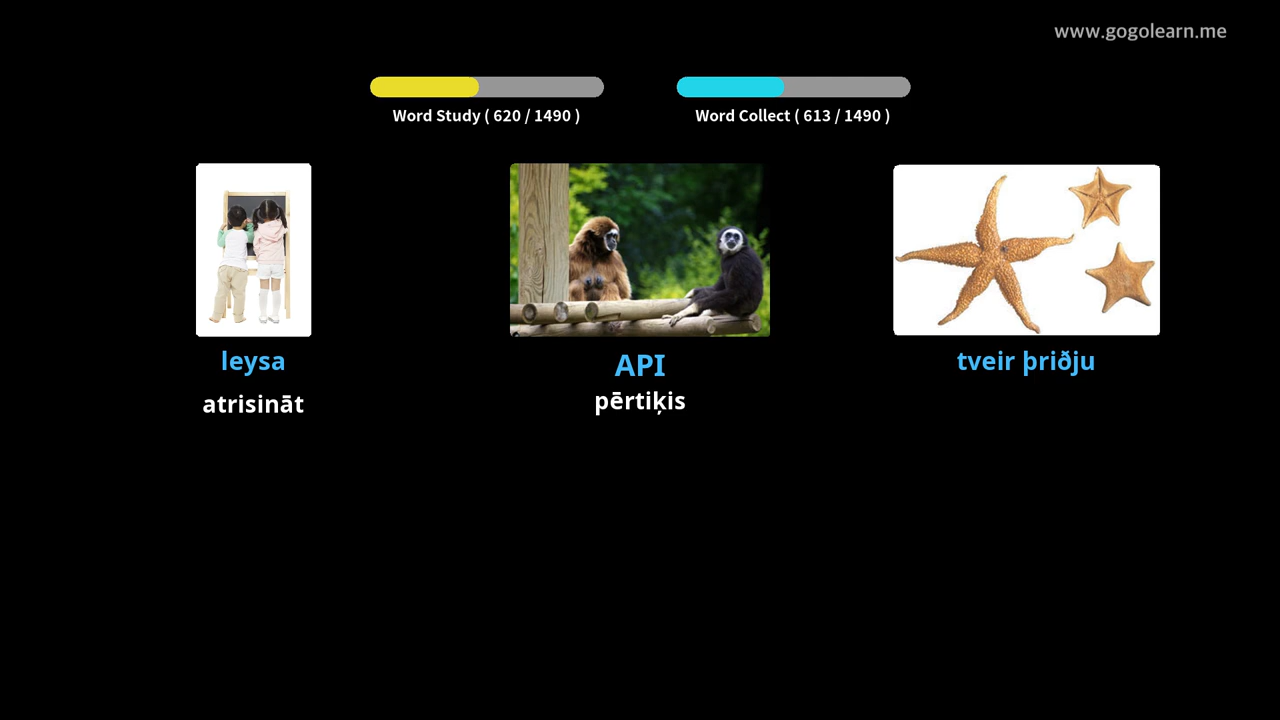 www.gogolearn.me
Word Study ( 620 / 1490 )
Word Collect ( 613 / 1490 )
leysa
atrisināt
API
pērtiķis
tveir þriðju